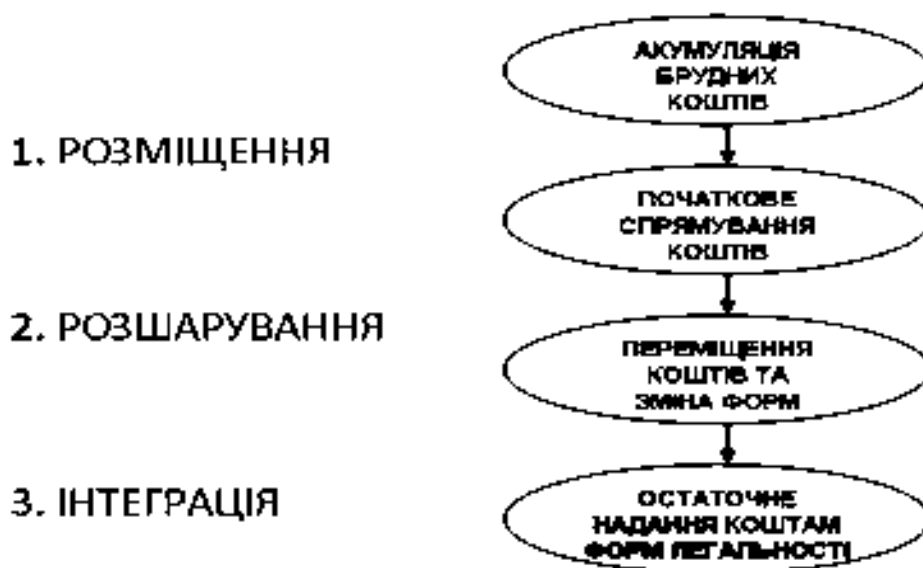 АКУМУЛЯЦІЯ
БРУДНИХ
КОШТІВ
1. РОЗМІЩЕННЯ
ПОЧАТКОВЕ
СПРЯМУВАННЯ
КОШТІВ
2. РОЗШАРУВАННЯ
ПЕРЕМІЩЕННЯ
КОШТІВ ТА
ЗМІНА ФОРМ
3. ІНТЕГРАЦІЯ
ОСТАТОЧНЕ
НАДАННЯ КОШТАМ
ФОРМ ЛЕГАЛЬНОСТІ